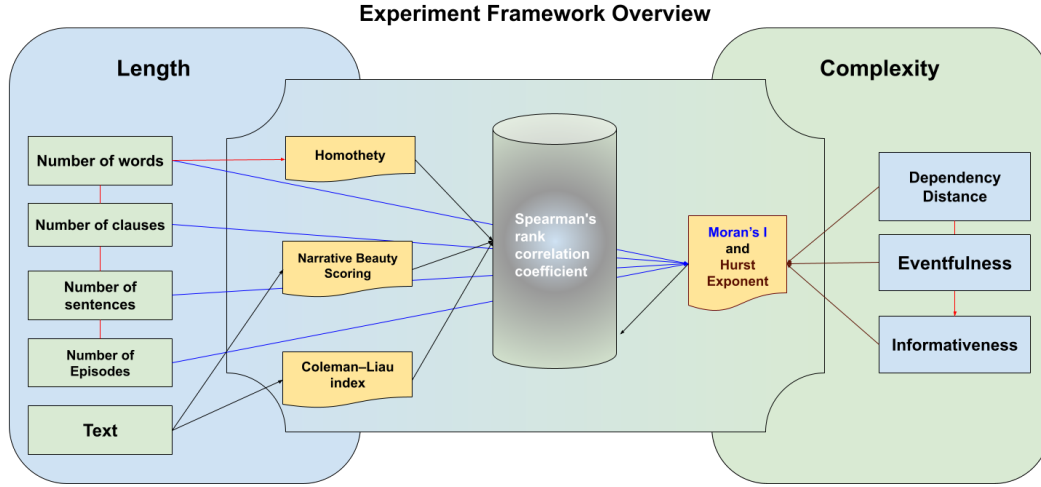 Experiment Framework Overview
Length
Complexity
Number of words
Number of clauses
Number of
sentences
Number of
Episodes
Text
Homothety
Narrative Beauty
Scoring
Coleman–Liau
index
Spearman's
rank
correlation
coefficient
Moran's I
and
Hurst
Exponent
Dependency
Distance
Eventfulness
Informativeness